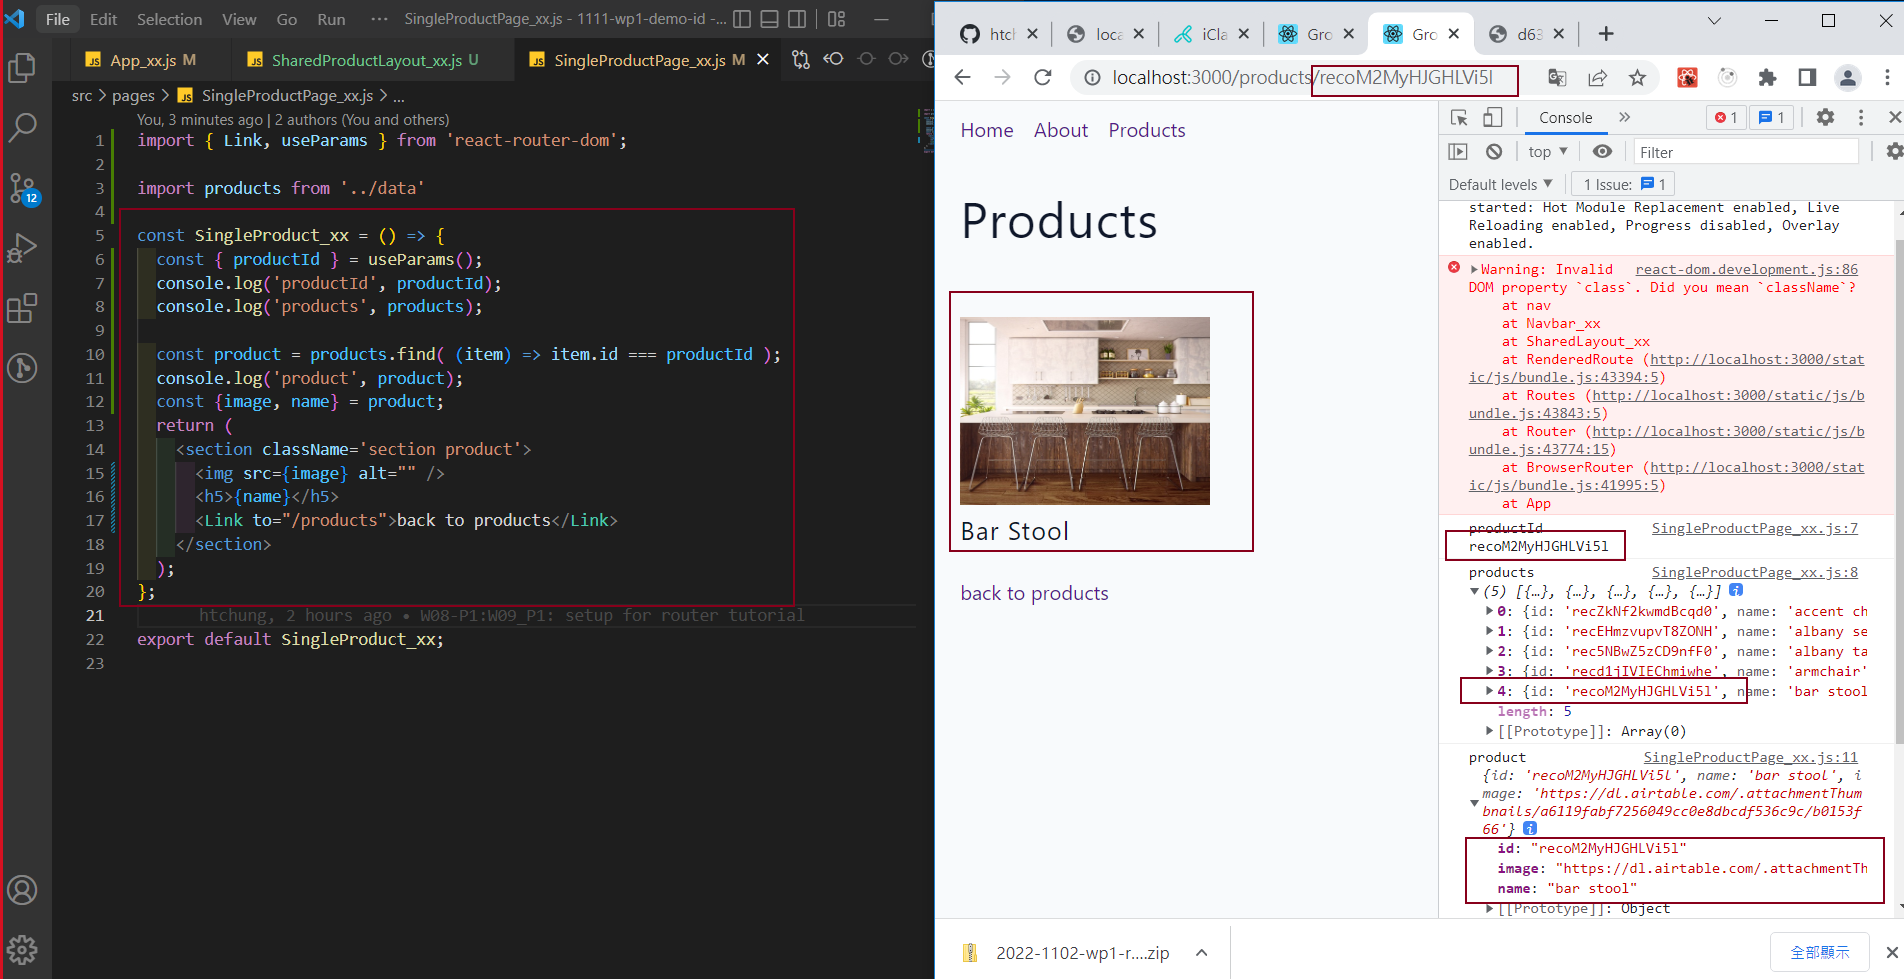 File Edit Selection View Go Run ··· SingleProductPage_xx.js - 1111-wp1-demo-id -...
App_xx.js M
SharedProductLayout_xx.js U
SingleProductPage_xx.js M
src > pages > SingleProductPage_xx.js > ...
You, 3 minutes ago | 2 authors (You and others)
1 import { Link, useParams } from 'react-router-dom';
2
3 import products from '../data'
4
5 const SingleProduct_xx = () => {
6 const { productId } = useParams();
7 console.log('productId', productId);
8 console.log('products', products);
9
10 const product = products.find( (item) => item.id === productId );
11 console.log('product', product);
12 const {image, name} = product;
13 return (
14 <section className='section product'>
15 <img src={image} alt="" />
16 <h5>{name}</h5>
17 <Link to="/products">back to products</Link>
18 </section>
19 );
20 };
21 htchung, 2 hours ago • W08-P1:W09_P1: setup for router tutorial
22 export default SingleProduct_xx;
23
12
htch
loca
iCla
Gro
Gro
d63
localhost:3000/products/recoM2MyHJGHLVi5l
Home About Products
Products
Bar Stool
back to products
Console » 1 1
top Filter
Default levels 1 Issue: 1
started: Hot Module Replacement enabled, Live
Reloading enabled, Progress disabled, Overlay
enabled.
Warning: Invalid react-dom.development.js:86
DOM property `class`. Did you mean `className`?
at nav
at Navbar_xx
at SharedLayout_xx
at RenderedRoute (http://localhost:3000/stat
ic/js/bundle.js:43394:5)
at Routes (http://localhost:3000/static/js/b
undle.js:43843:5)
at Router (http://localhost:3000/static/js/b
undle.js:43774:15)
at BrowserRouter (http://localhost:3000/stat
ic/js/bundle.js:41995:5)
at App
productId SingleProductPage_xx.js:7
recoM2MyHJGHLVi5l
products SingleProductPage_xx.js:8
(5) [{…}, {…}, {…}, {…}, {…}]
0: {id: 'recZkNf2kwmdBcqd0', name: 'accent ch
1: {id: 'recEHmzvupvT8ZONH', name: 'albany se
2: {id: 'rec5NBwZ5zCD9nfF0', name: 'albany ta
3: {id: 'recd1jIVIEChmiwhe', name: 'armchair'
4: {id: 'recoM2MyHJGHLVi5l', name: 'bar stool
length: 5
[[Prototype]]: Array(0)
product SingleProductPage_xx.js:11
{id: 'recoM2MyHJGHLVi5l', name: 'bar stool', i
mage: 'https://dl.airtable.com/.attachmentThum
bnails/a6119fabf7256049cc0e8dbcdf536c9c/b0153f
66'}
id: "recoM2MyHJGHLVi5l"
image: "https://dl.airtable.com/.attachmentTh
name: "bar stool"
[[Prototype]]: Object
2022-1102-wp1-r....zip
全部顯示